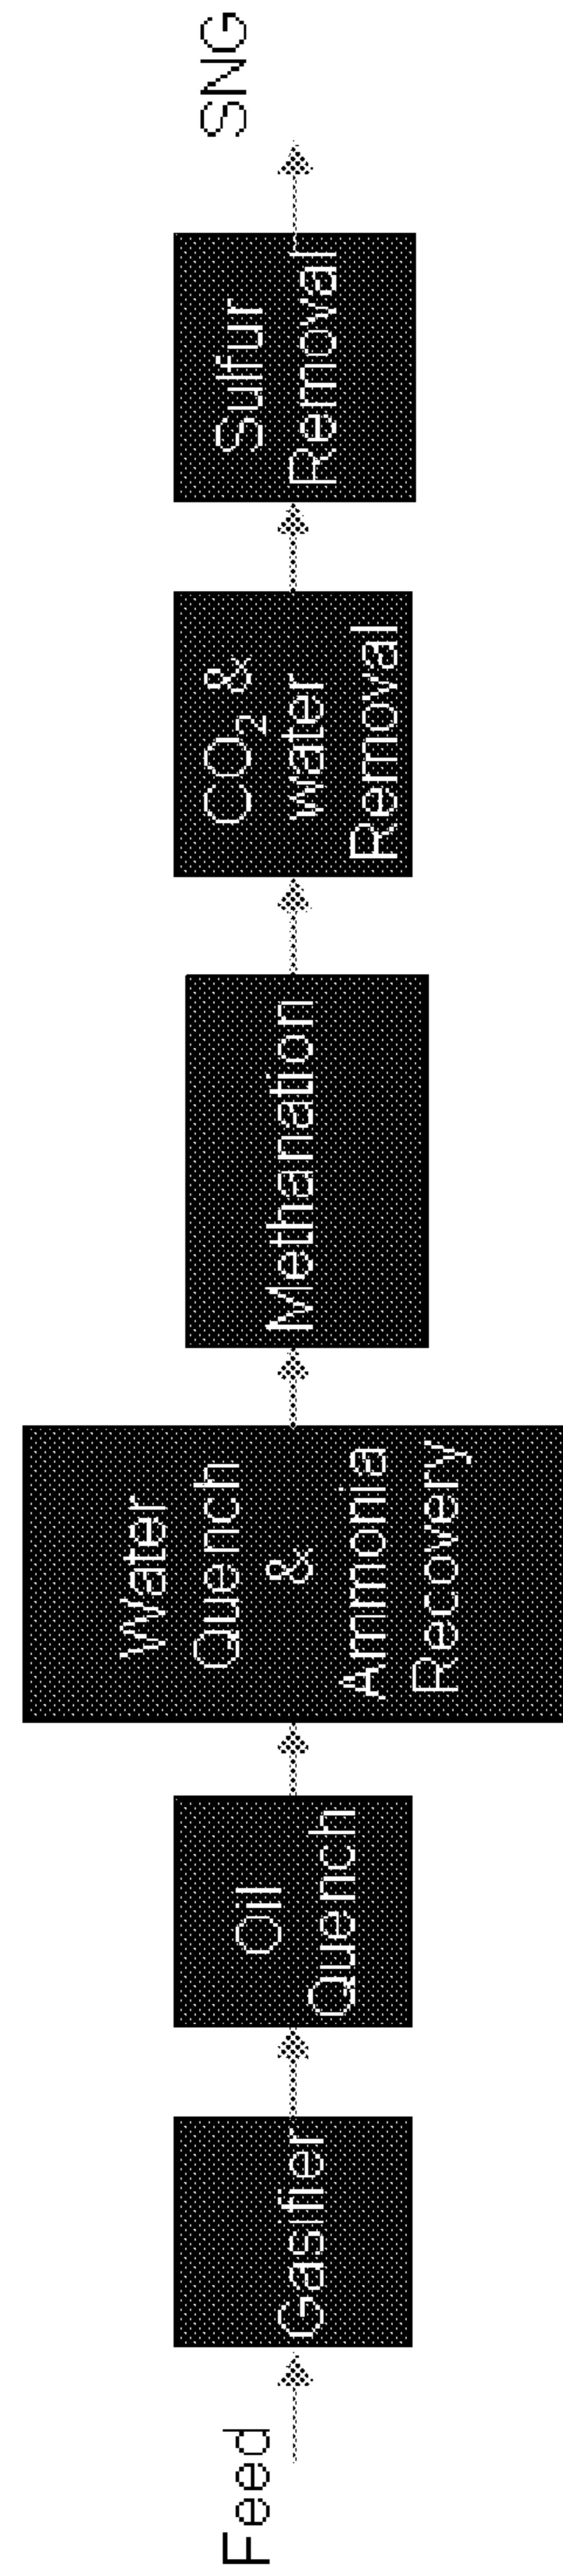 Feed
Gasifier
Oil
Quench
Water
Quench
&
Ammonia
Recovery
Methanation
CO₂ &
water
Removal
Sulfur
Removal
SNG